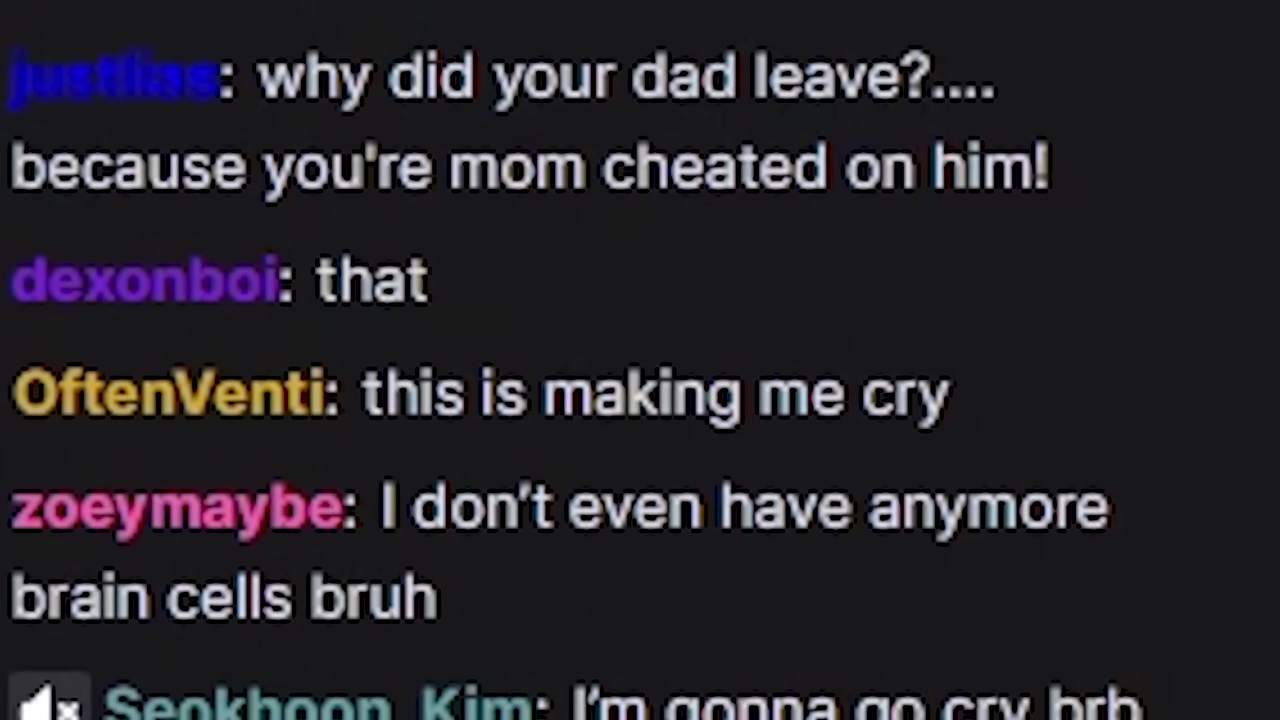 justlias: why did your dad leave?....
because you're mom cheated on him!
dexonboi: that
OftenVenti: this is making me cry
zoeymaybe: I don't even have anymore
brain cells bruh
Seokhoon_Kim: I'm gonna go cry brb